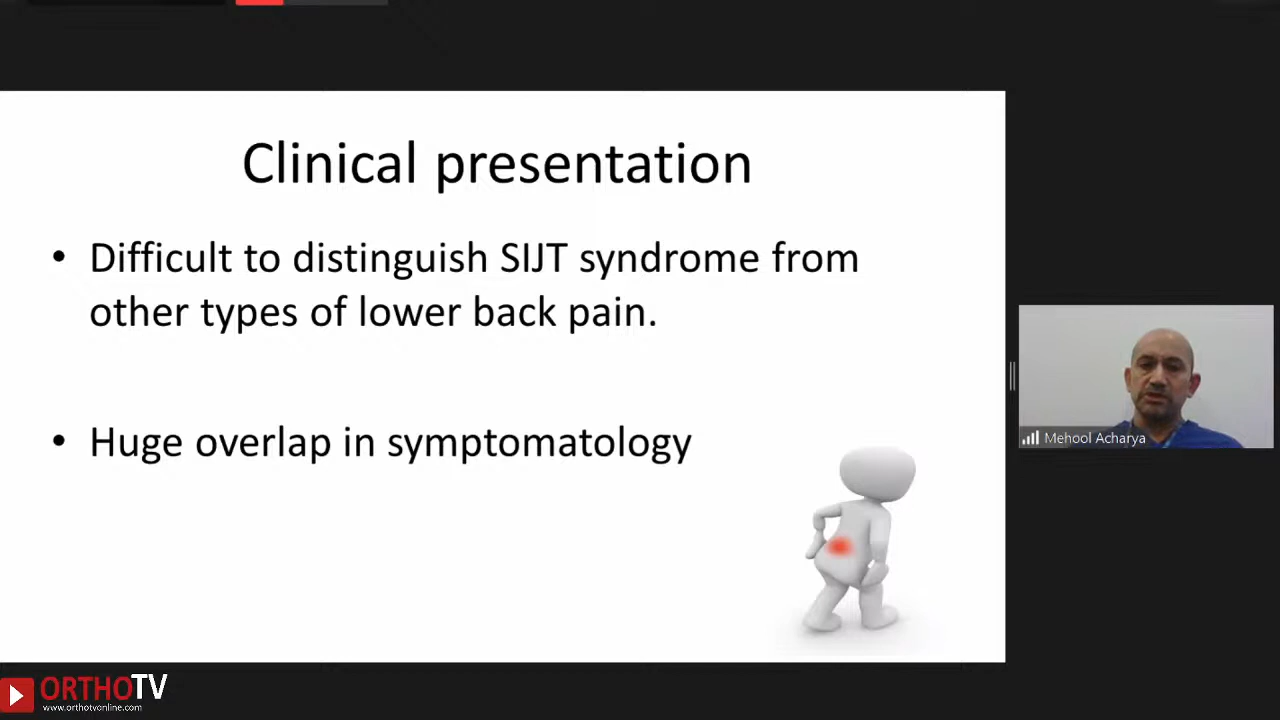 Clinical presentation
• Difficult to distinguish SIJT syndrome from
other types of lower back pain.
• Huge overlap in symptomatology
Mehool Acharya
ORTHOTV
www.orthotvonline.com